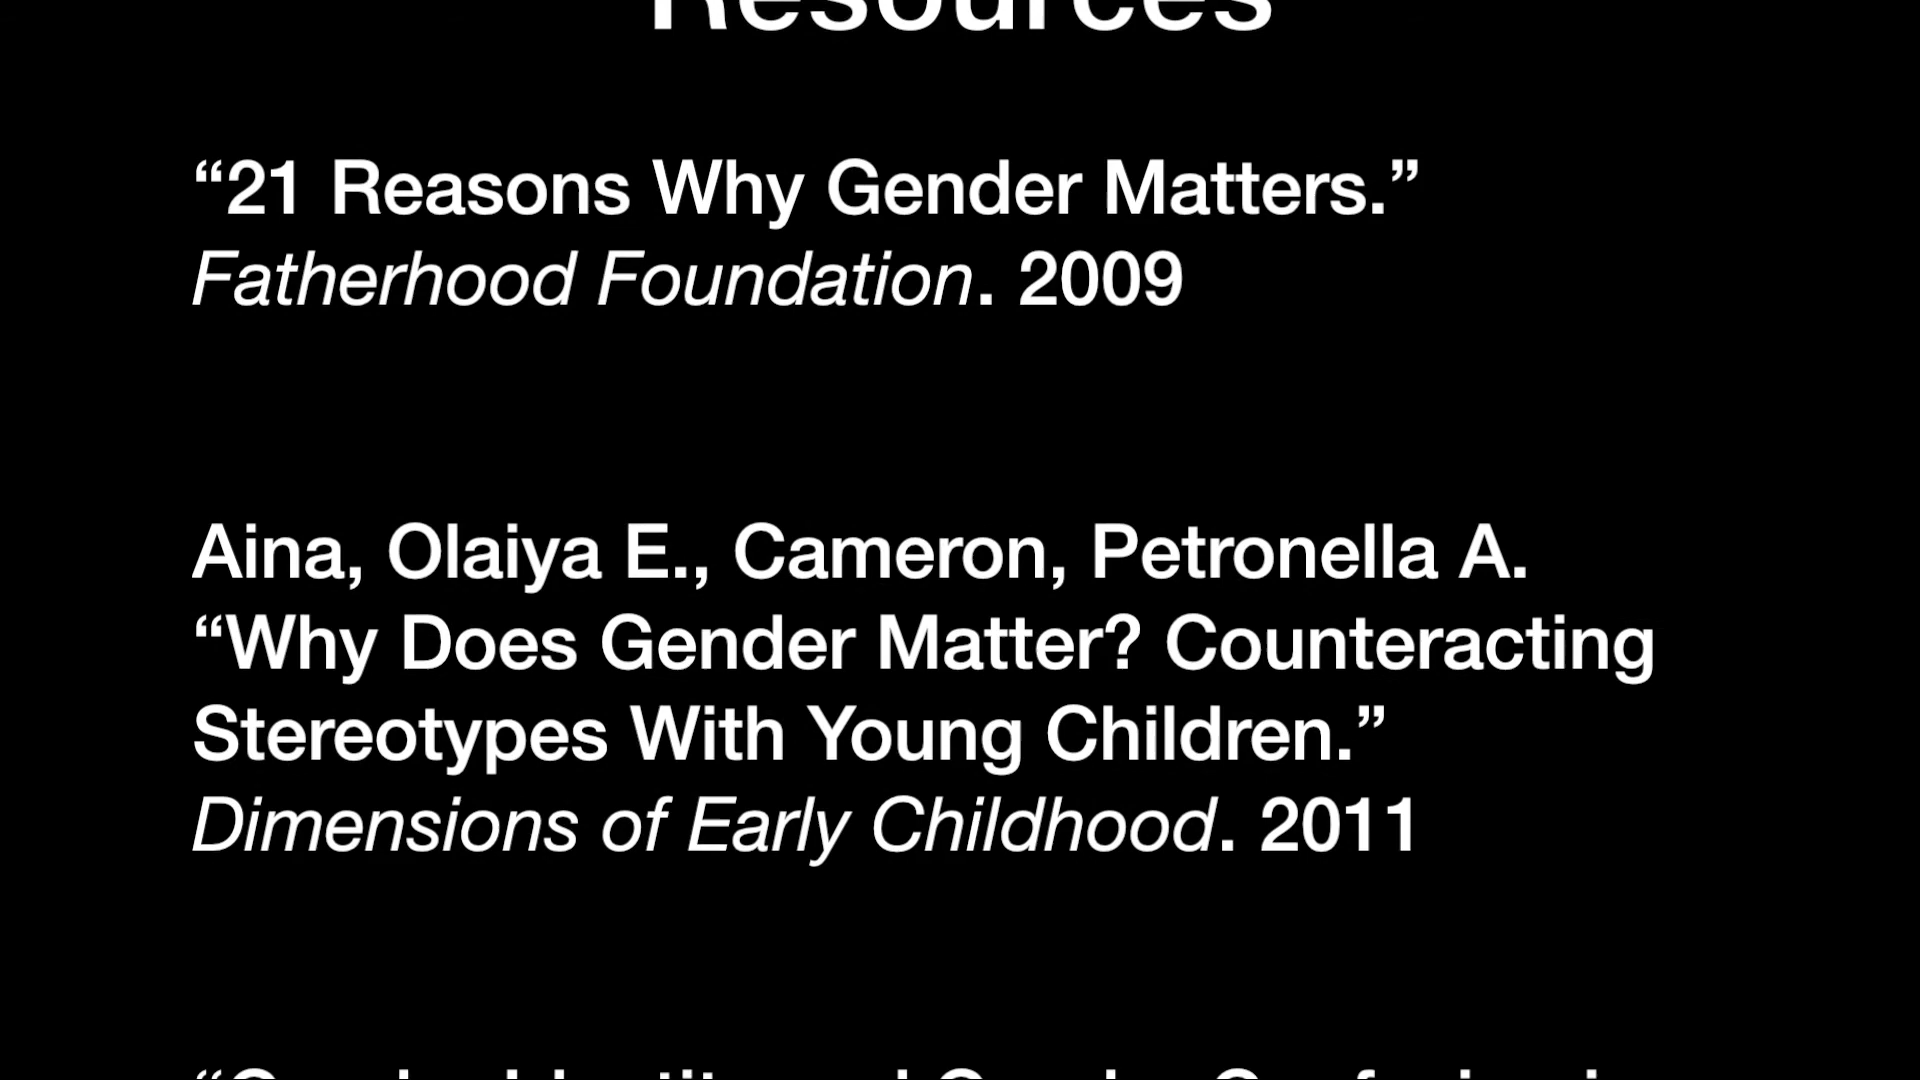 Resources
“21 Reasons Why Gender Matters.”
Fatherhood Foundation. 2009
Aina, Olaiya E., Cameron, Petronella A.
“Why Does Gender Matter? Counteracting
Stereotypes With Young Children.”
Dimensions of Early Childhood. 2011